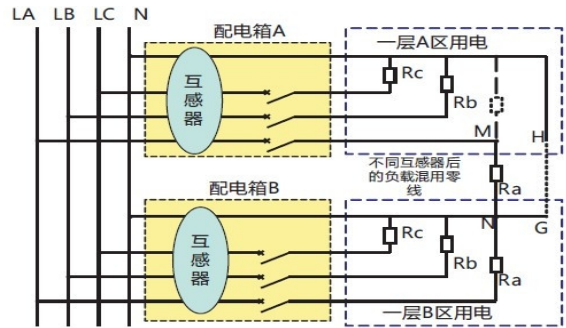 LA LB LC N
配电箱A
一层A区用电
互感器
Rc
Rb
M
H
不同互感器后
的负载混用零
线
Ra
配电箱B
N
G
互感器
Rc
Rb
Ra
一层B区用电